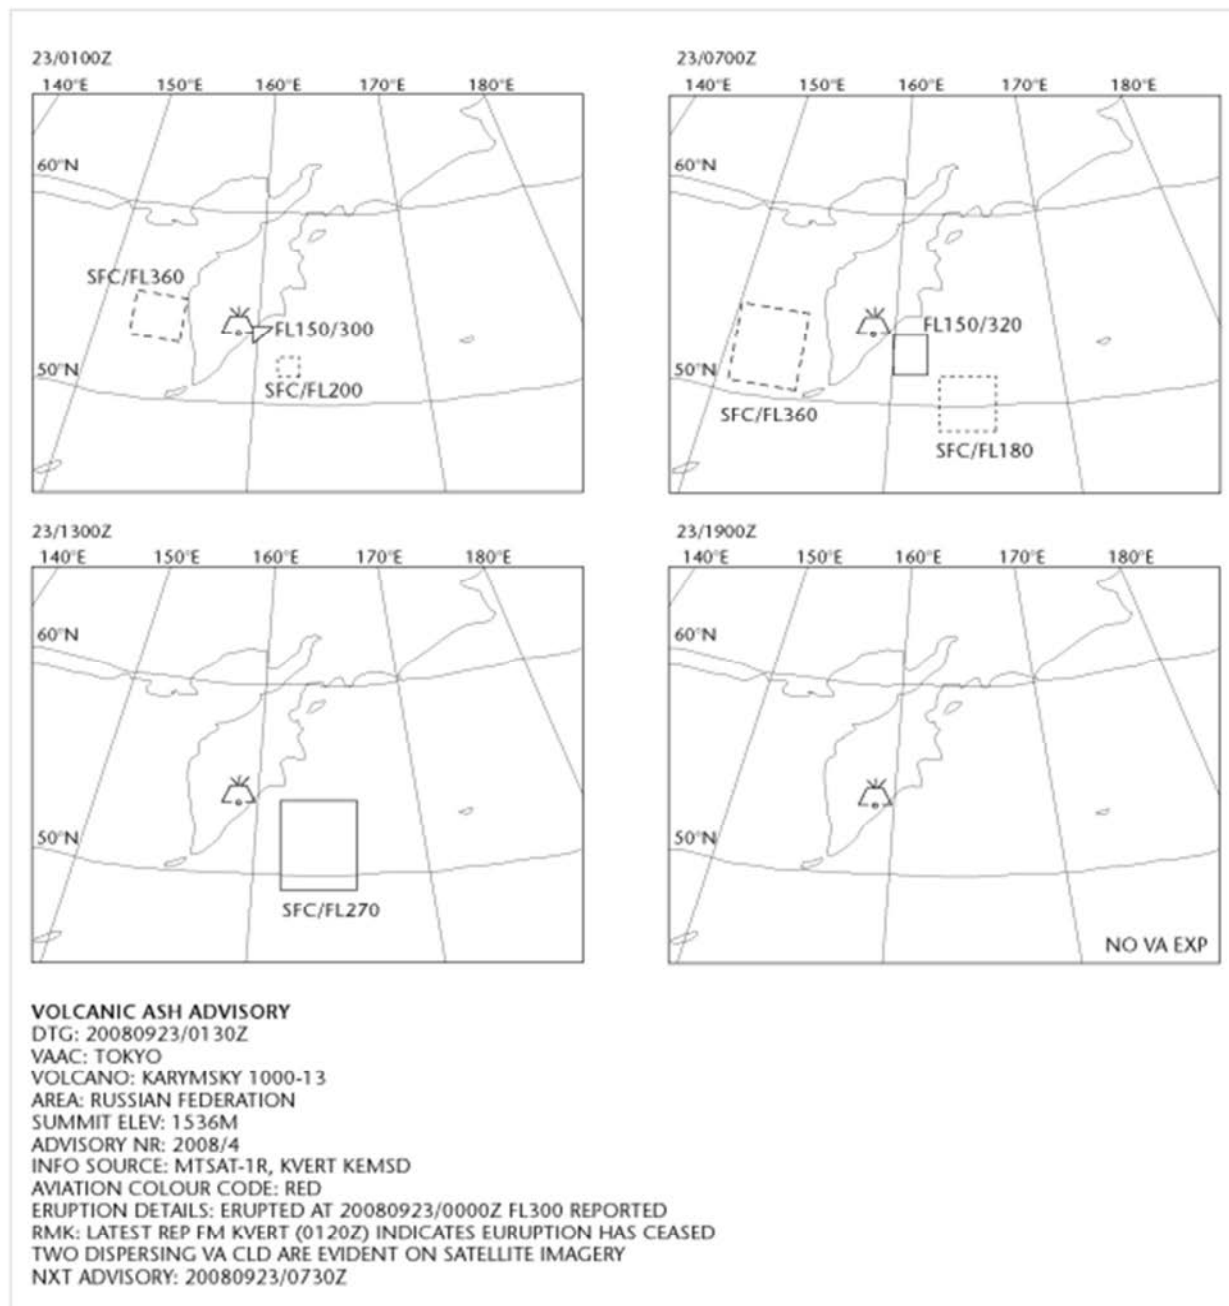 23/0100Z
140°E 150°E 160°E 170°E 180°E
60°N
SFC/FL360
FL150/300
50°N
SFC/FL200
23/0700Z
140°E 150°E 160°E 170°E 180°E
60°N
FL150/320
50°N
SFC/FL360
SFC/FL180
23/1300Z
140°E 150°E 160°E 170°E 180°E
60°N
50°N
SFC/FL270
23/1900Z
140°E 150°E 160°E 170°E 180°E
60°N
50°N
NO VA EXP
VOLCANIC ASH ADVISORY
DTG: 20080923/0130Z
VAAC: TOKYO
VOLCANO: KARYMSKY 1000-13
AREA: RUSSIAN FEDERATION
SUMMIT ELEV: 1536M
ADVISORY NR: 2008/4
INFO SOURCE: MTSAT-1R, KVERT KEMSD
AVIATION COLOUR CODE: RED
ERUPTION DETAILS: ERUPTED AT 20080923/0000Z FL300 REPORTED
RMK: LATEST REP FM KVERT (0120Z) INDICATES EURUPTION HAS CEASED
TWO DISPERSING VA CLD ARE EVIDENT ON SATELLITE IMAGERY
NXT ADVISORY: 20080923/0730Z